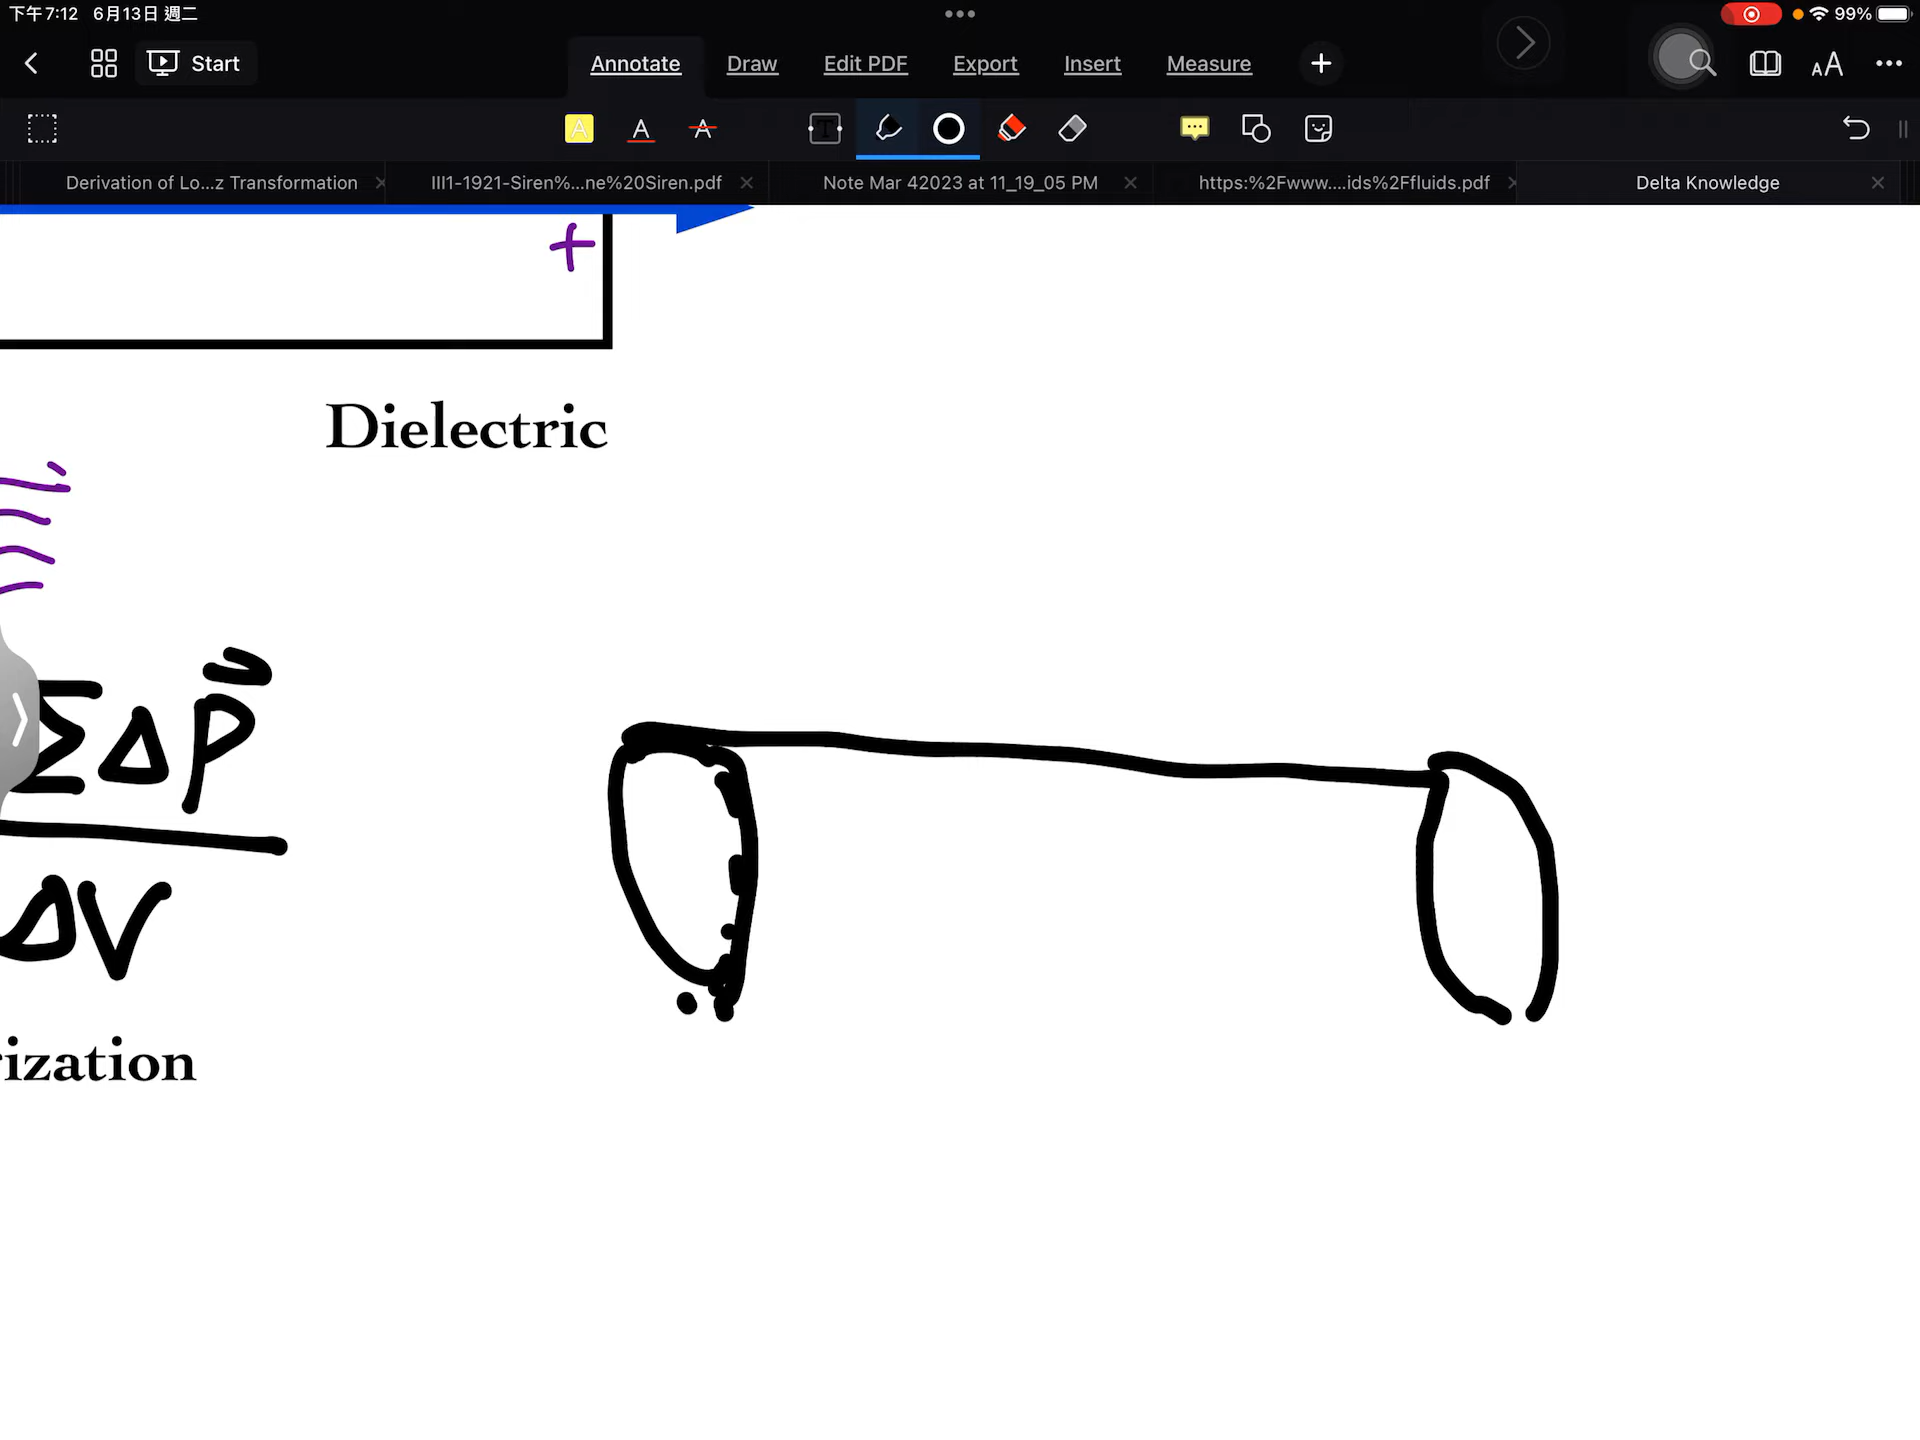 下午7:12 6月13日 週二
99%
Start
Annotate Draw Edit PDF Export Insert Measure
AA
A A A T
Derivation of Lo...z Transformation
III1-1921-Siren%...ne%20Siren.pdf
Note Mar 42023 at 11_19_05 PM
https:%2Fwww....ids%2Ffluids.pdf
Delta Knowledge
+
Dielectric
ΣΔp⃗
ΔV
rization